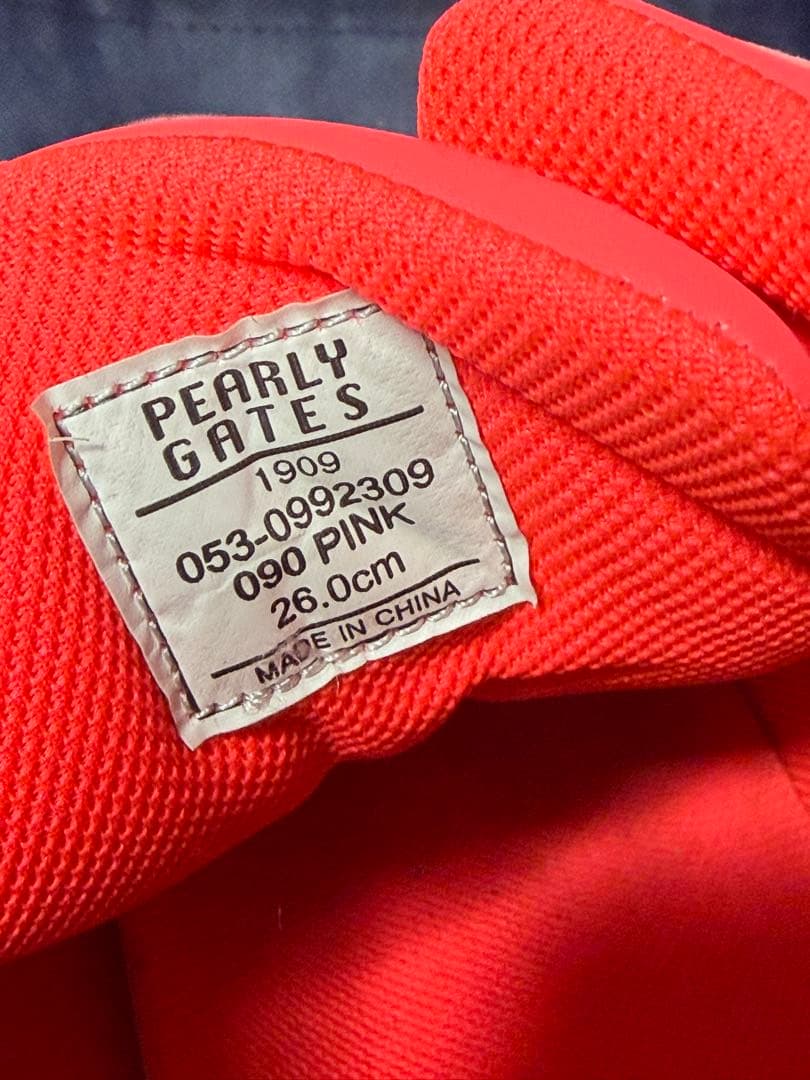 PEARLY
GATES
1909
053-0992309
090 PINK
26.0cm
MADE IN CHINA